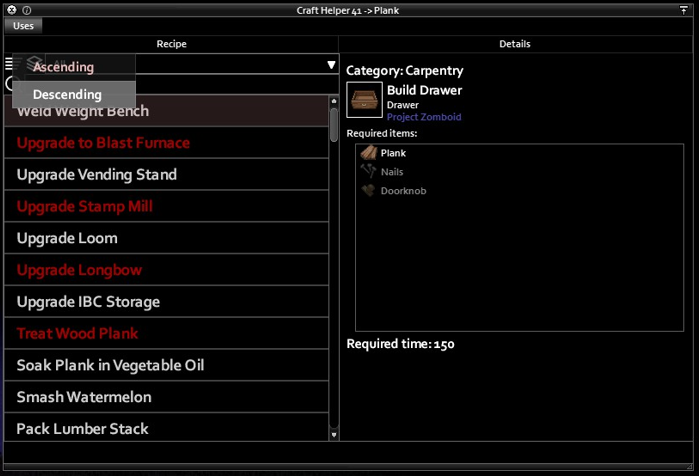 Craft Helper 41 -> Plank
Uses
Recipe
Details
Ascending
Descending
Weld Weight Bench
Upgrade to Blast Furnace
Upgrade Vending Stand
Upgrade Stamp Mill
Upgrade Loom
Upgrade Longbow
Upgrade IBC Storage
Treat Wood Plank
Soak Plank in Vegetable Oil
Smash Watermelon
Pack Lumber Stack
Category: Carpentry
Build Drawer
Drawer
Project Zomboid
Required items:
Plank
Nails
Doorknob
Required time: 150